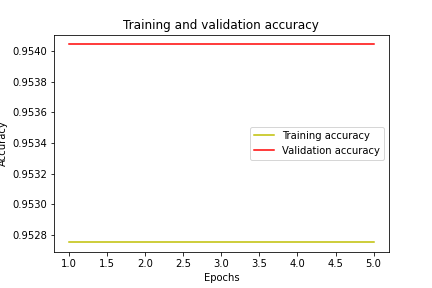 Training and validation accuracy
0.9540
0.9538
0.9536
0.9534
0.9532
0.9530
0.9528
Accuracy
Training accuracy
Validation accuracy
1.0 1.5 2.0 2.5 3.0 3.5 4.0 4.5 5.0
Epochs